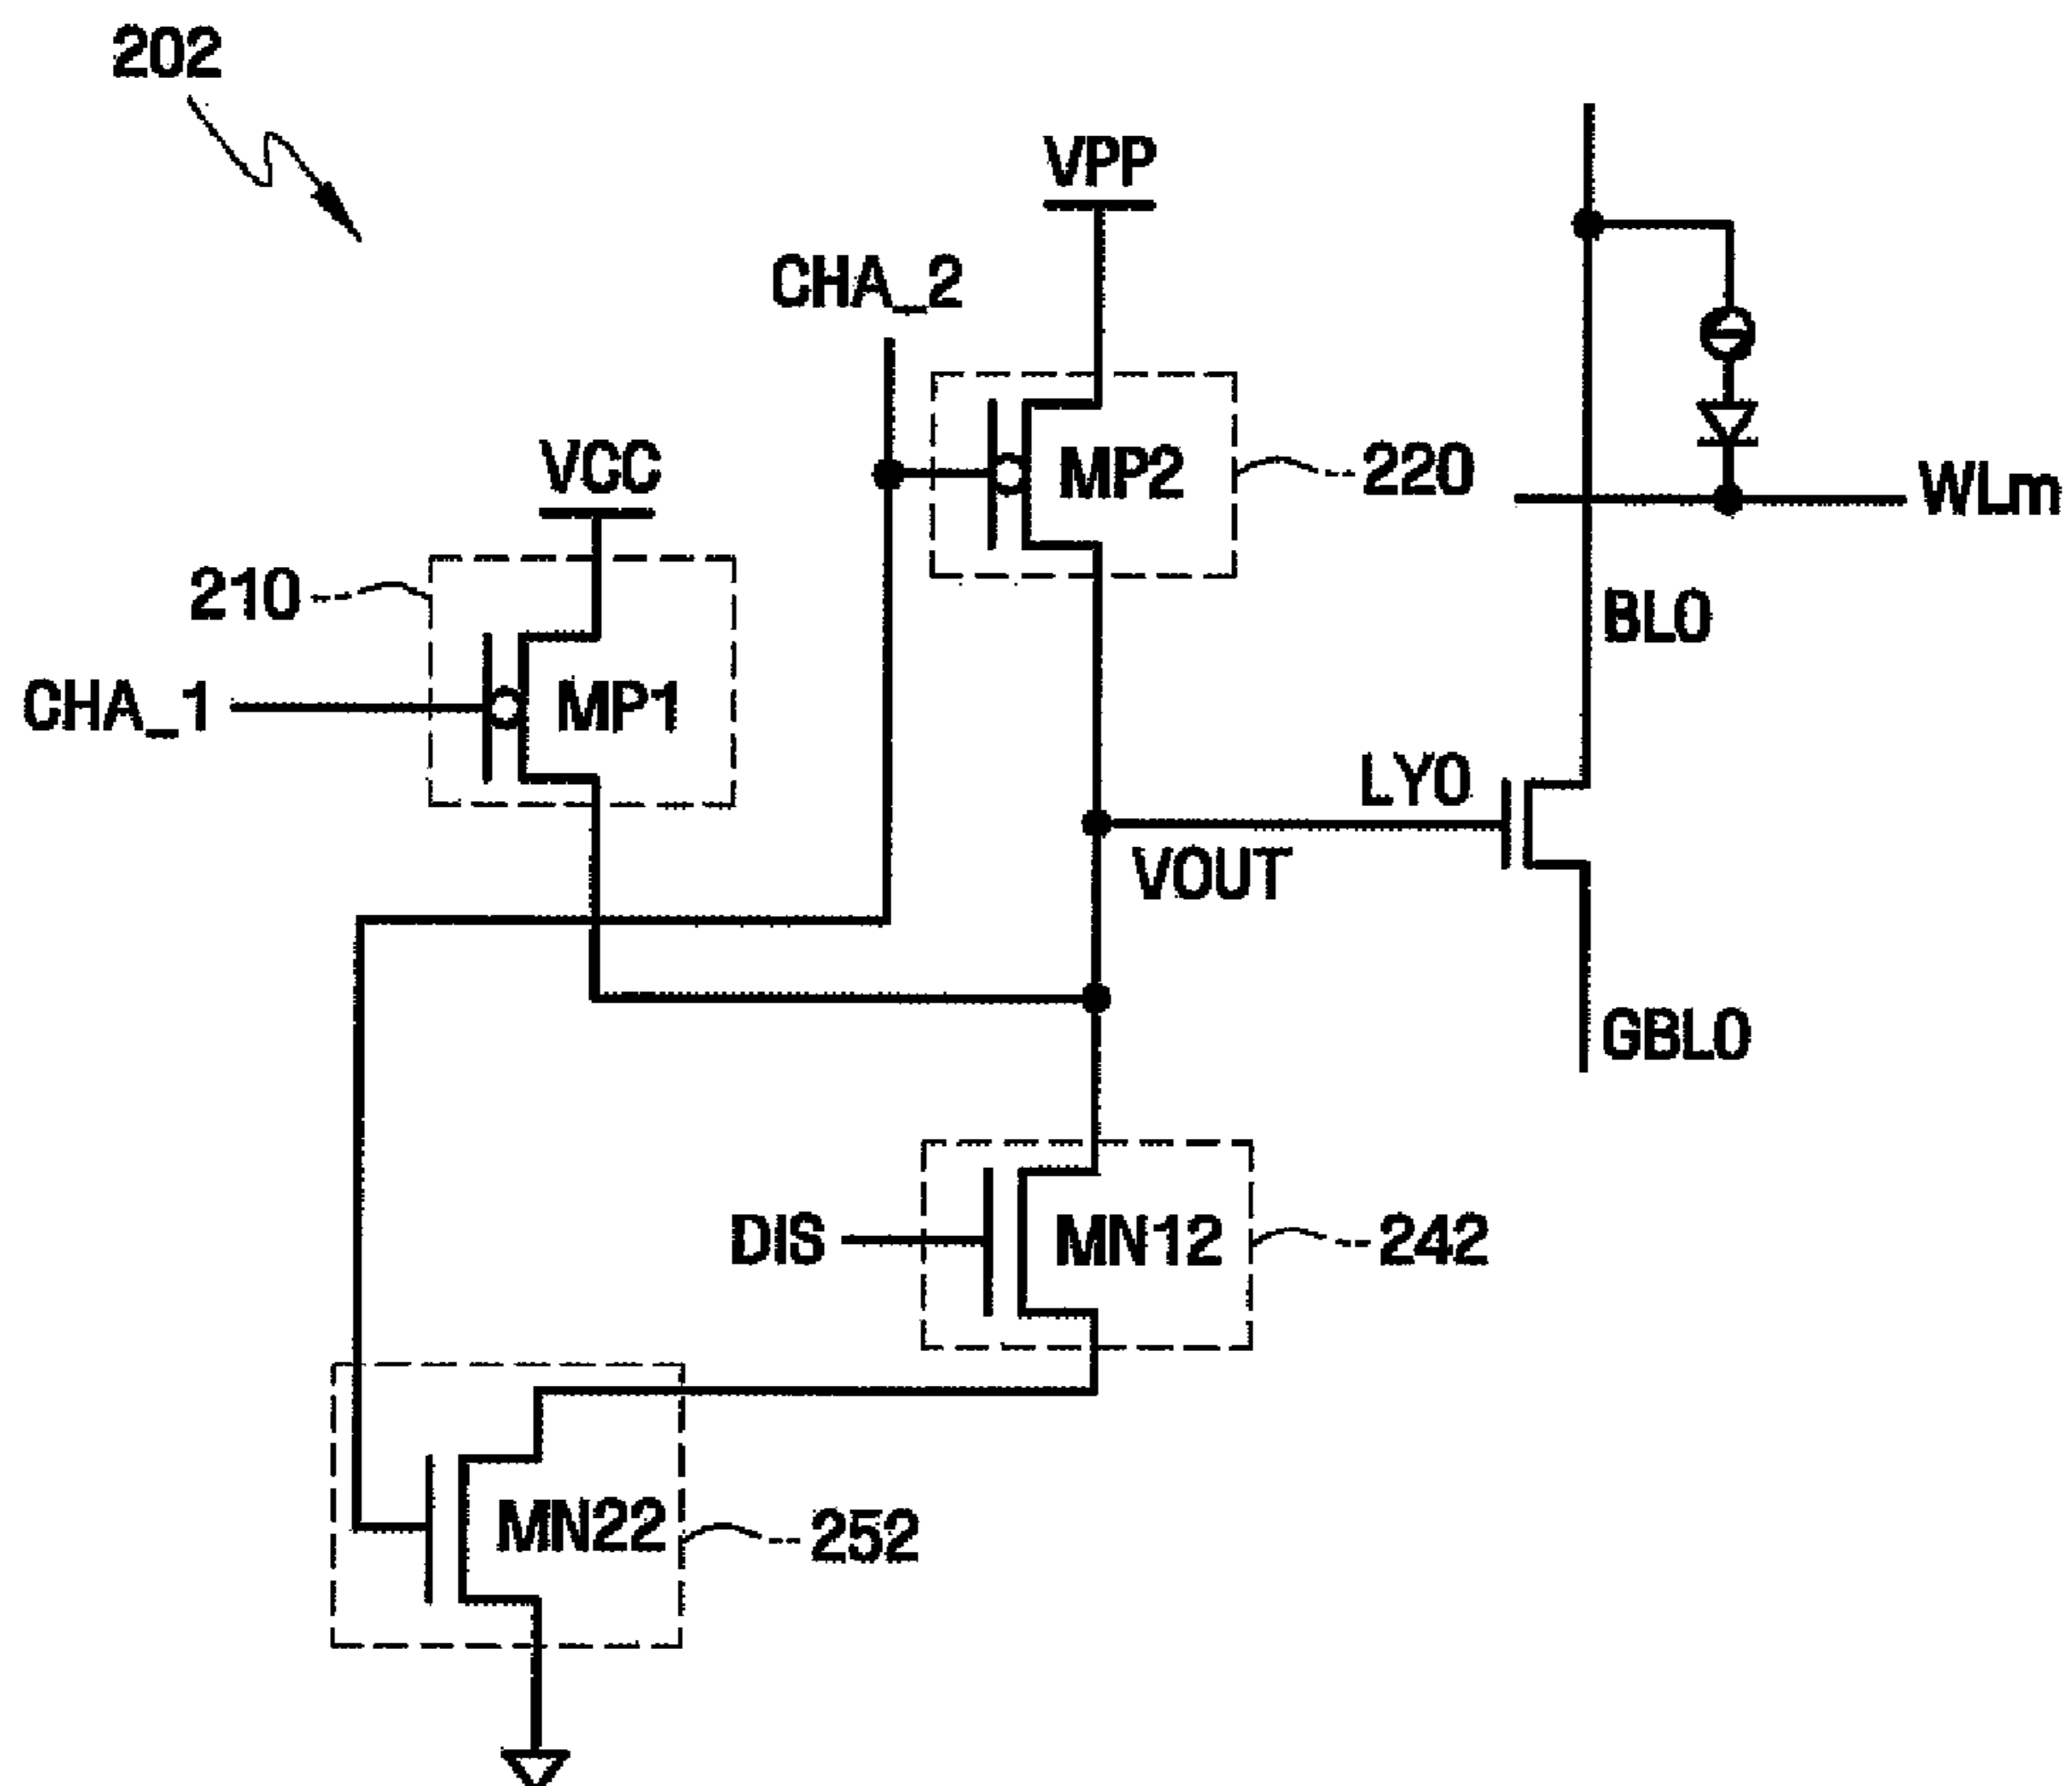 202
VPP
CHA_2
VCC
MP2
220
WLm
210
BL0
CHA_1
MP1
LY0
VOUT
GBL0
DIS
MN12
242
MN22
252